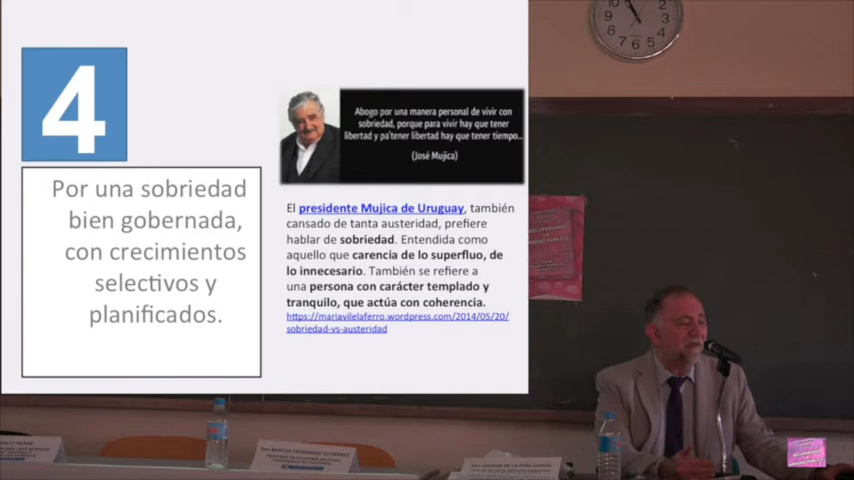 4
Por una sobriedad
bien gobernada,
con crecimientos
selectivos y
planificados.
Abogo por una manera personal de vivir con
sobriedad, porque para vivir hay que tener
libertad y pa'tener libertad hay que tener tiempo...
(José Mujica)
El presidente Mujica de Uruguay, también
cansado de tanta austeridad, prefiere
hablar de sobriedad. Entendida como
aquello que carencia de lo superfluo, de
lo innecesario. También se refiere a
una persona con carácter templado y
tranquilo, que actúa con coherencia.
https://mariavilelaferro.wordpress.com/2014/05/20/
sobriedad-vs-austeridad
RECUPERANDO
LA